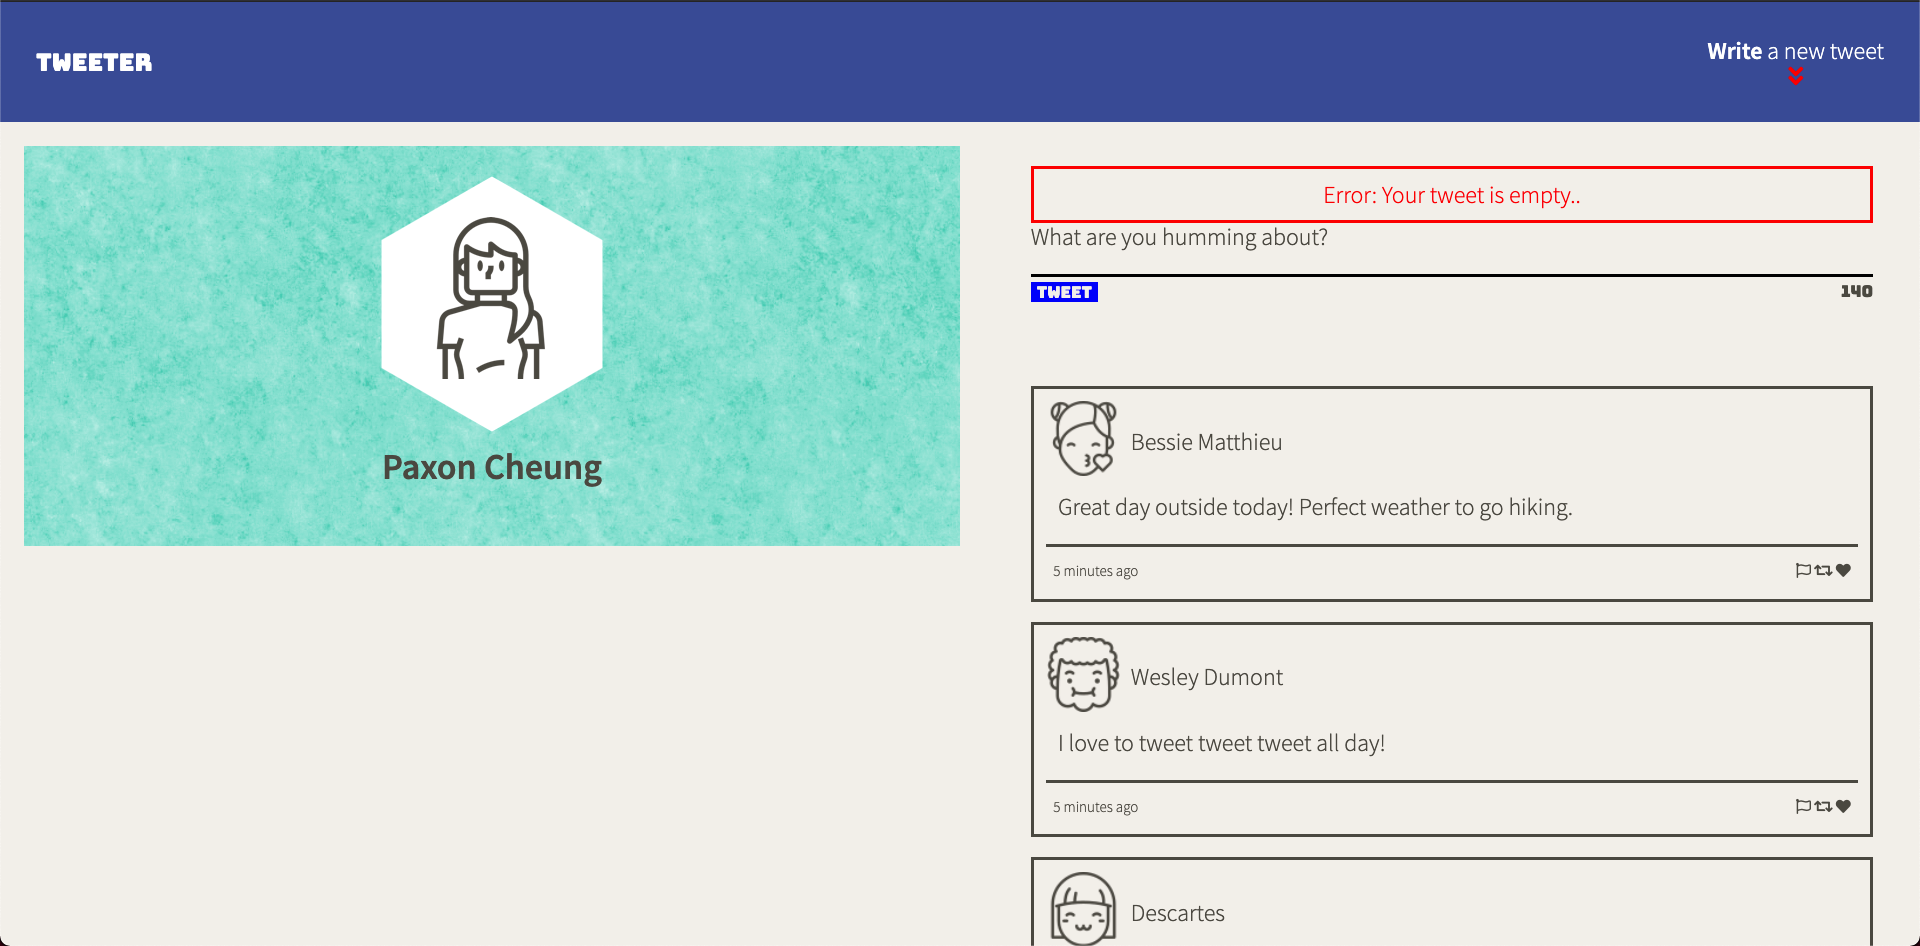 TWEETER
Write a new tweet
Paxon Cheung
Error: Your tweet is empty..
What are you humming about?
TWEET 140
Bessie Matthieu
Great day outside today! Perfect weather to go hiking.
5 minutes ago
Wesley Dumont
I love to tweet tweet tweet all day!
5 minutes ago
Descartes